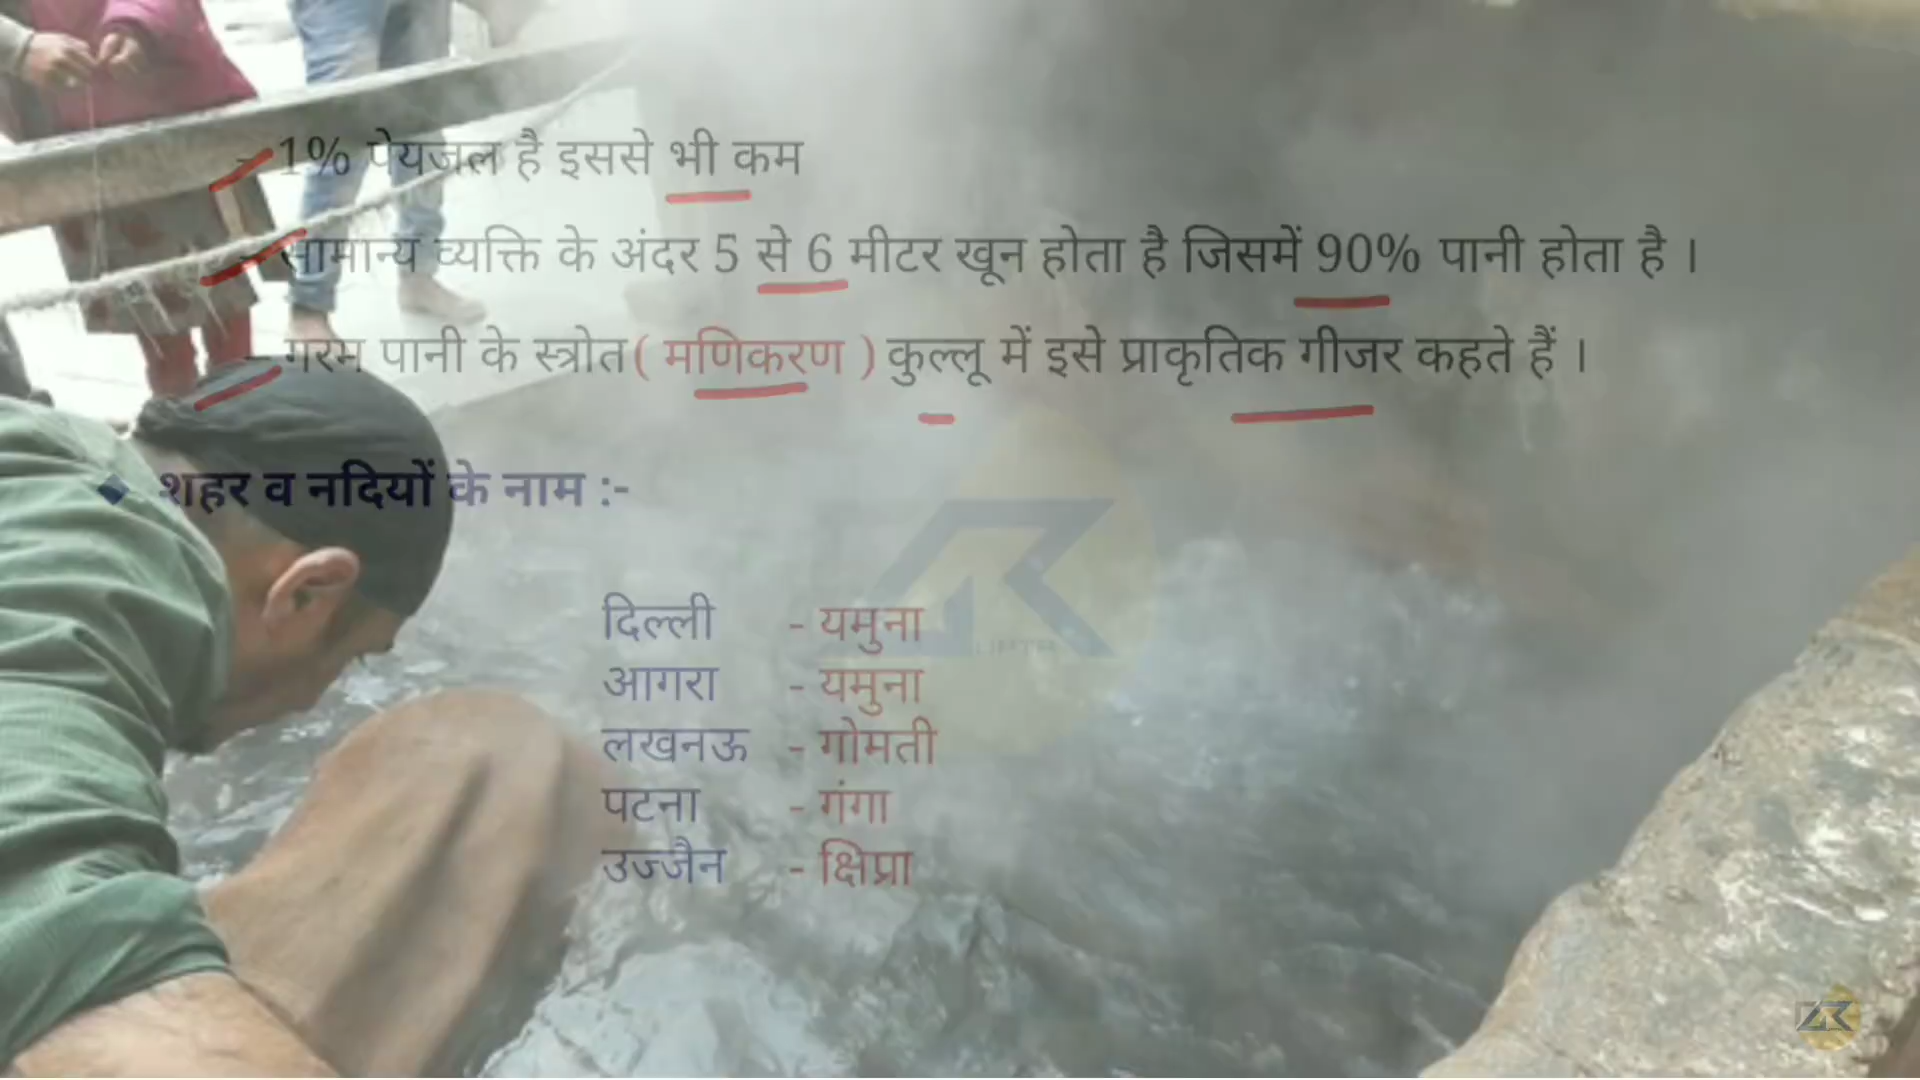 - 1% पेयजल है इससे भी कम
- सामान्य व्यक्ति के अंदर 5 से 6 मीटर खून होता है जिसमें 90% पानी होता है ।
- गरम पानी के स्त्रोत( मणिकरण ) कुल्लू में इसे प्राकृतिक गीजर कहते हैं ।
❖ शहर व नदियों के नाम :-
दिल्ली - यमुना
आगरा - यमुना
लखनऊ - गोमती
पटना - गंगा
उज्जैन - क्षिप्रा